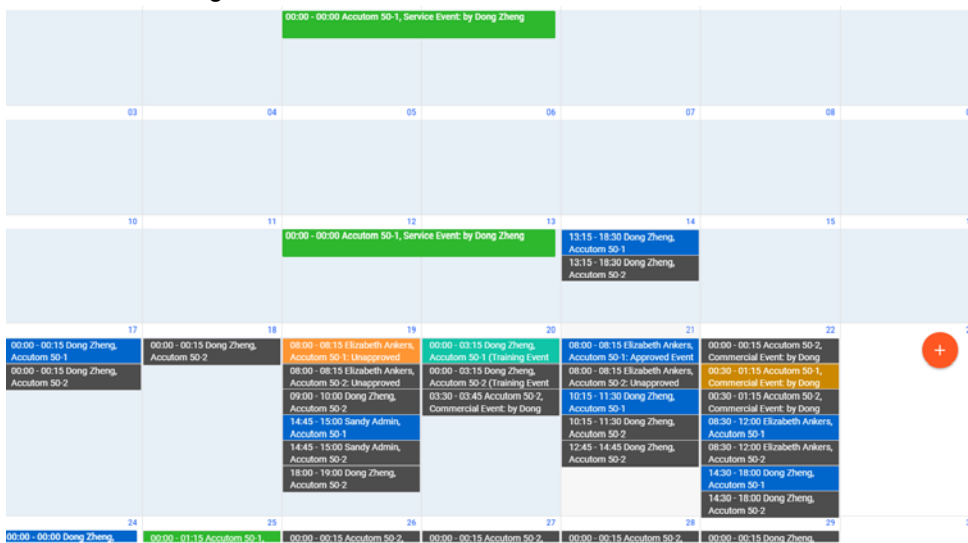 00:00 - 00:00 Accutom 50-1, Service Event: by Dong Zheng
03 04 05 06 07 08
10 11 12 13 14 15
00:00 - 00:00 Accutom 50-1, Service Event: by Dong Zheng
13:15 - 18:30 Dong Zheng,
Accutom 50-1
13:15 - 18:30 Dong Zheng,
Accutom 50-2
17 18 19 20 21 22
00:00 - 00:15 Dong Zheng,
Accutom 50-1
00:00 - 00:15 Dong Zheng,
Accutom 50-2
00:00 - 00:15 Dong Zheng,
Accutom 50-2
08:00 - 08:15 Elizabeth Ankers,
Accutom 50-1: Unapproved
08:00 - 08:15 Elizabeth Ankers,
Accutom 50-2: Unapproved
09:00 - 10:00 Dong Zheng,
Accutom 50-2
14:45 - 15:00 Sandy Admin,
Accutom 50-1
14:45 - 15:00 Sandy Admin,
Accutom 50-2
18:00 - 19:00 Dong Zheng,
Accutom 50-2
00:00 - 03:15 Dong Zheng,
Accutom 50-1 (Training Event
00:00 - 03:15 Dong Zheng,
Accutom 50-2 (Training Event
03:30 - 03:45 Accutom 50-2,
Commercial Event: by Dong
08:00 - 08:15 Elizabeth Ankers,
Accutom 50-1: Approved Event
08:00 - 08:15 Elizabeth Ankers,
Accutom 50-2: Unapproved
10:15 - 11:30 Dong Zheng,
Accutom 50-1
10:15 - 11:30 Dong Zheng,
Accutom 50-2
12:45 - 14:45 Dong Zheng,
Accutom 50-2
00:00 - 00:15 Accutom 50-2,
Commercial Event: by Dong
00:30 - 01:15 Accutom 50-1,
Commercial Event: by Dong
00:30 - 01:15 Accutom 50-2,
Commercial Event: by Dong
08:30 - 12:00 Elizabeth Ankers,
Accutom 50-1
08:30 - 12:00 Elizabeth Ankers,
Accutom 50-2
14:30 - 18:00 Dong Zheng,
Accutom 50-1
14:30 - 18:00 Dong Zheng,
Accutom 50-2
+
24 25 26 27 28 29
00:00 - 00:00 Dong Zheng,
00:00 - 01:15 Accutom 50-1,
00:00 - 00:15 Accutom 50-2,
00:00 - 00:15 Accutom 50-2,
00:00 - 00:15 Accutom 50-2,
00:00 - 00:15 Dong Zheng,